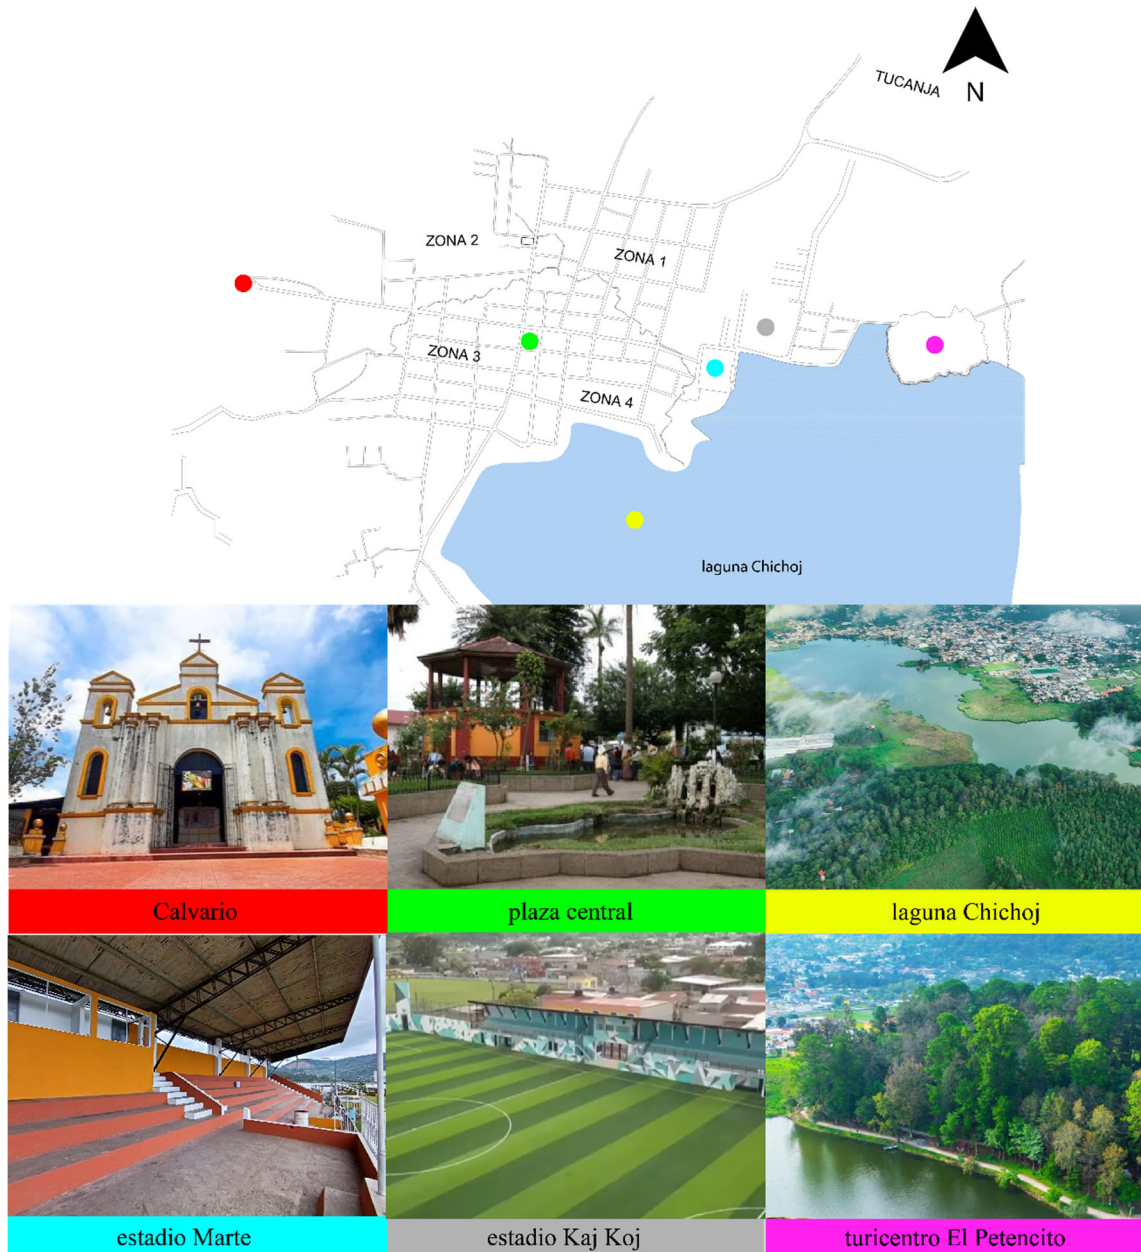 TUCANJA
N
ZONA 2
ZONA 1
ZONA 3
ZONA 4
laguna Chichoj
Calvario
plaza central
laguna Chichoj
estadio Marte
estadio Kaj Koj
turicentro El Petencito